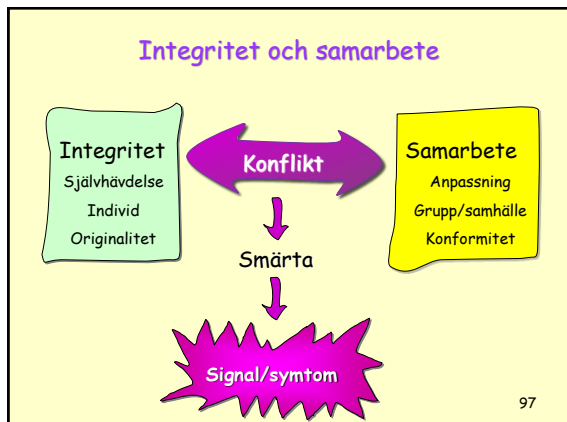 Integritet och samarbete
Integritet
Självhävdelse
Individ
Originalitet
Konflikt
Samarbete
Anpassning
Grupp/samhälle
Konformitet
Smärta
Signal/symtom
97